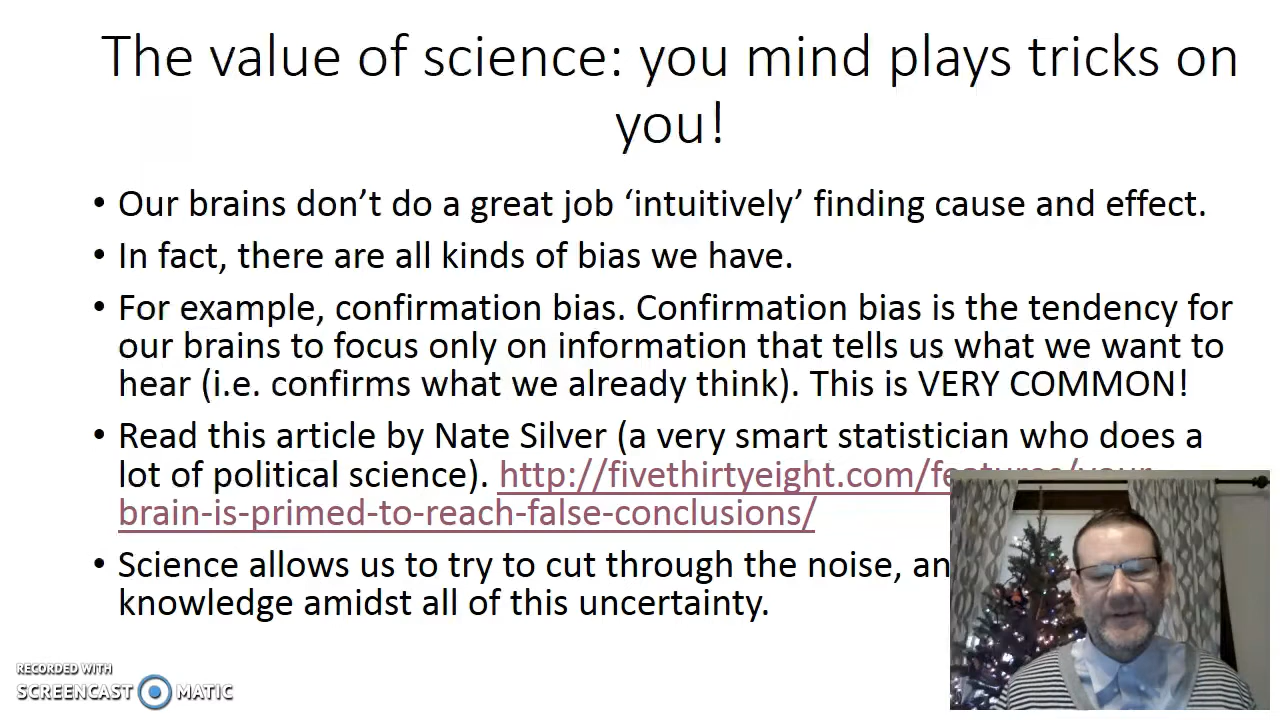 The value of science: you mind plays tricks on
you!
• Our brains don’t do a great job ‘intuitively’ finding cause and effect.
• In fact, there are all kinds of bias we have.
• For example, confirmation bias. Confirmation bias is the tendency for
our brains to focus only on information that tells us what we want to
hear (i.e. confirms what we already think). This is VERY COMMON!
• Read this article by Nate Silver (a very smart statistician who does a
lot of political science). http://fivethirtyeight.com/features/your-
brain-is-primed-to-reach-false-conclusions/
• Science allows us to try to cut through the noise, an
knowledge amidst all of this uncertainty.
RECORDED WITH
SCREENCAST MATIC